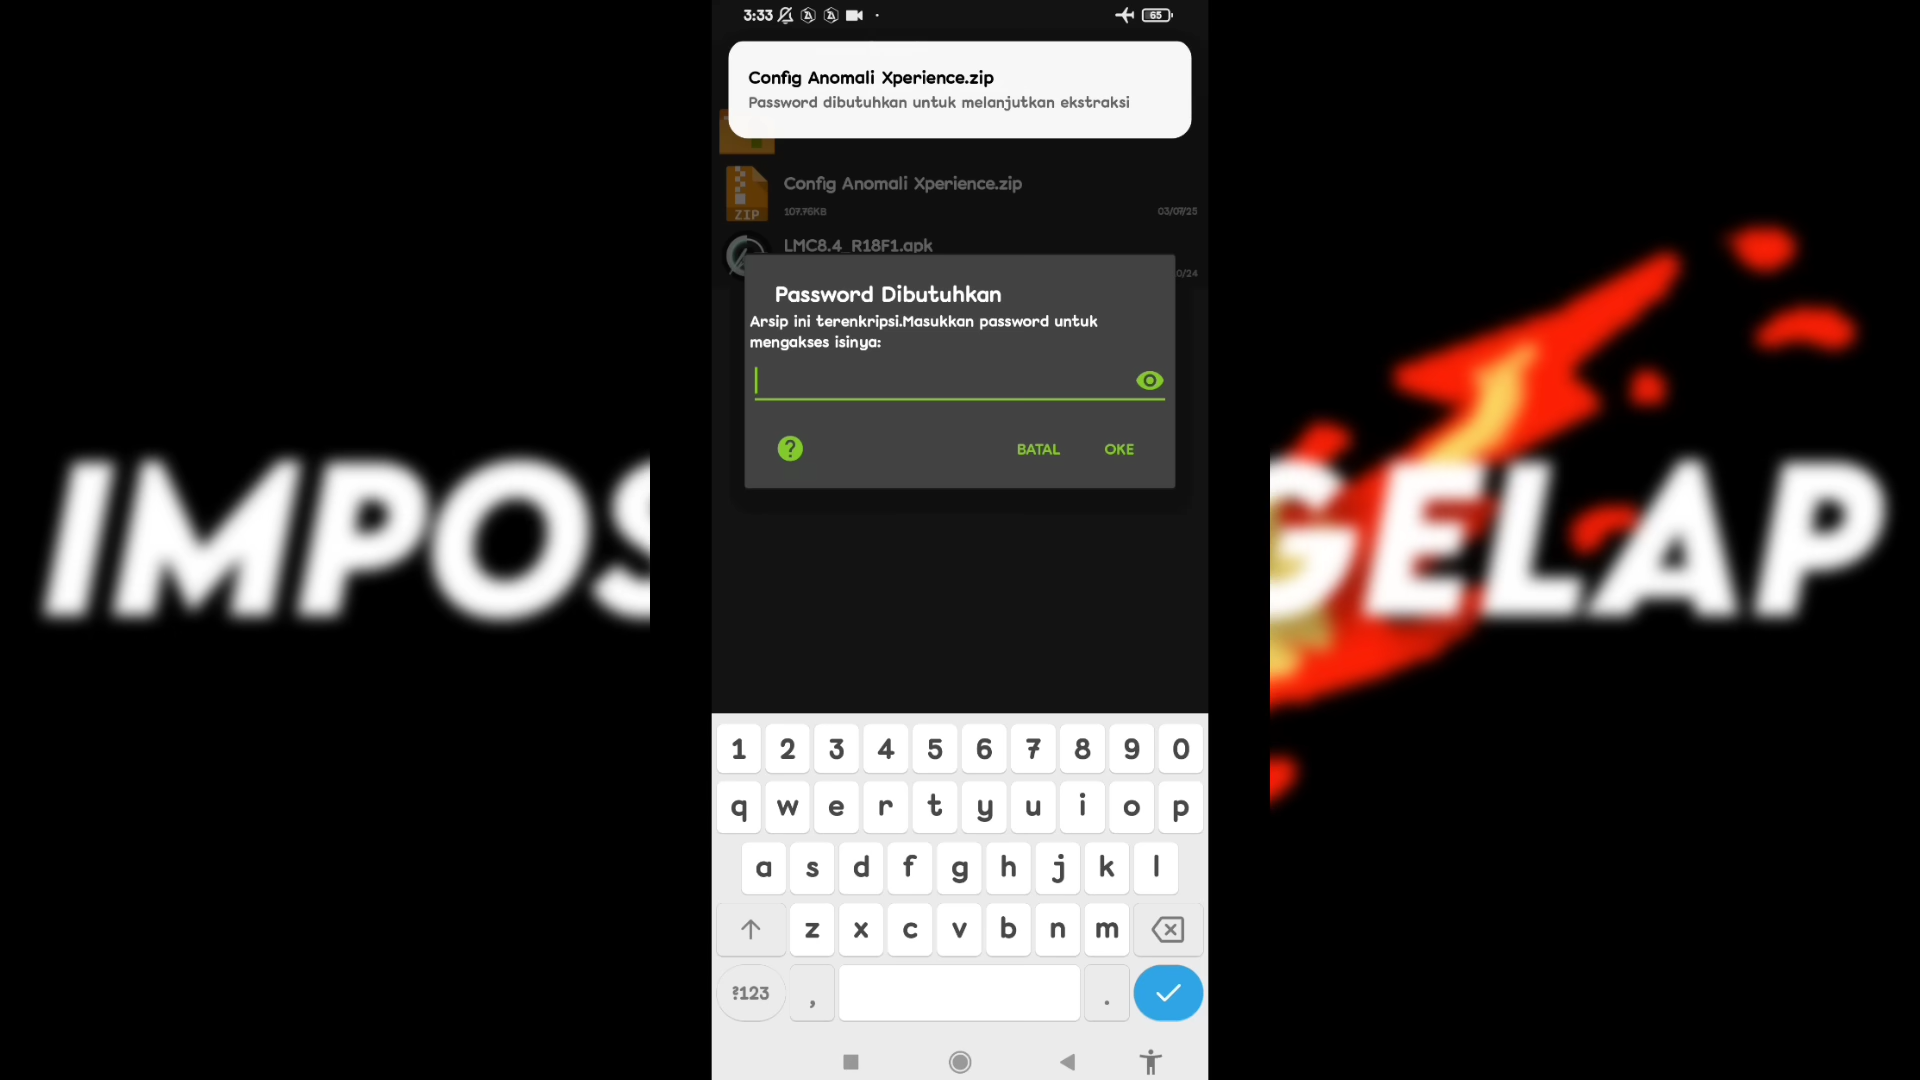 3:33
65
Config Anomali Xperience.zip
Password dibutuhkan untuk melanjutkan ekstraksi
Config Anomali Xperience.zip
ZIP
107.76KB
03/07/25
LMC8.4_R18F1.apk
0/24
Password Dibutuhkan
Arsip ini terenkripsi.Masukkan password untuk
mengakses isinya:
?
BATAL
OKE
IMPOS
GELAP
1 2 3 4 5 6 7 8 9 0
q w e r t y u i o p
a s d f g h j k l
z x c v b n m
?123 , .